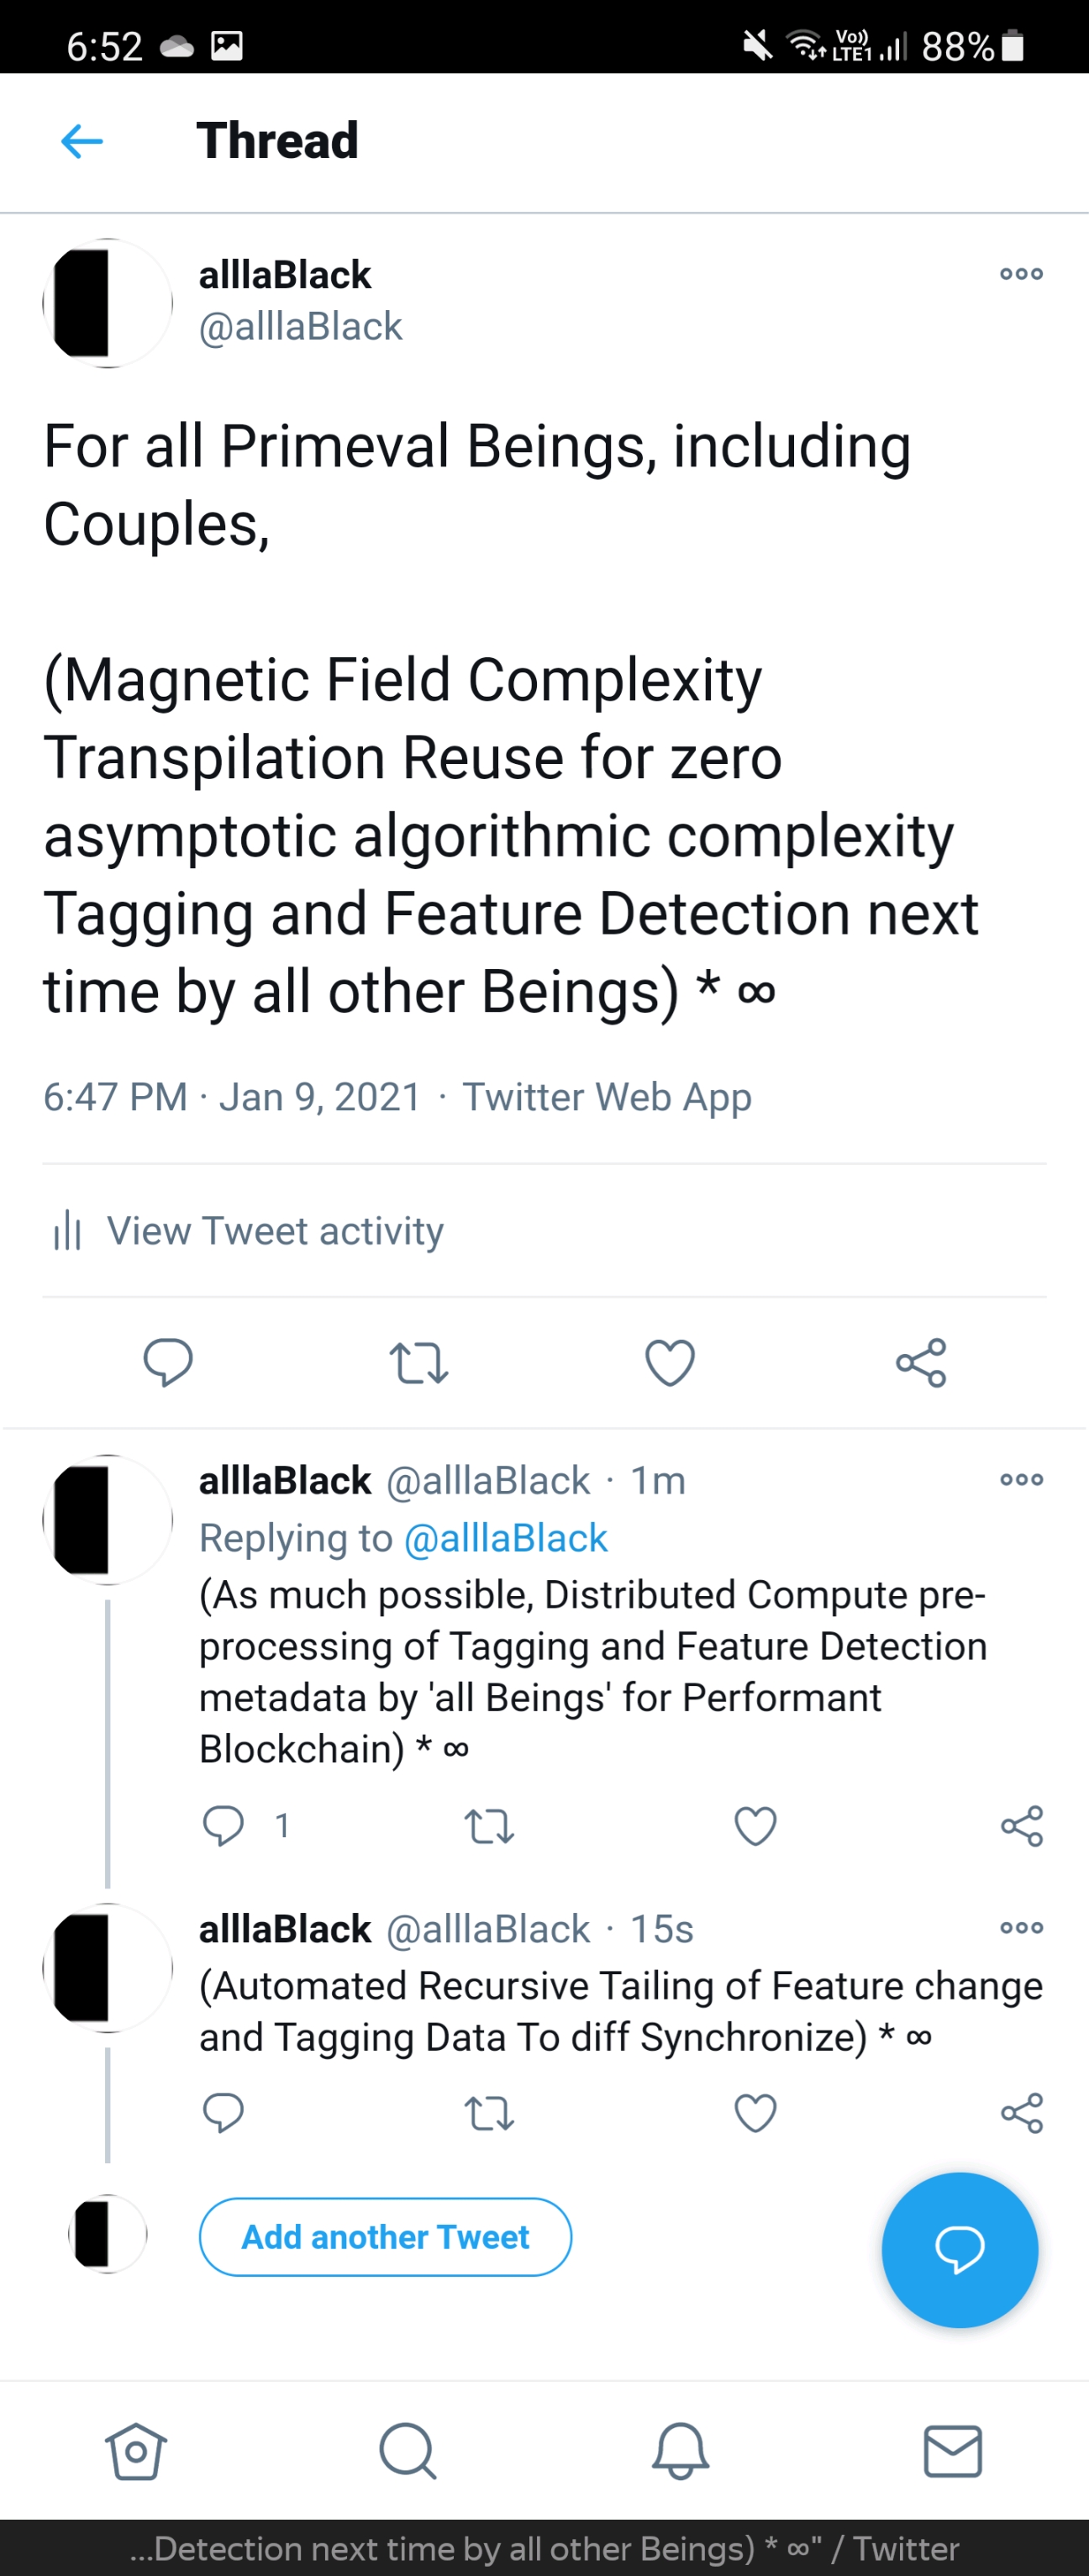 6:52
Vo))
LTE1
88%
Thread
alllaBlack
@alllaBlack
For all Primeval Beings, including
Couples,
(Magnetic Field Complexity
Transpilation Reuse for zero
asymptotic algorithmic complexity
Tagging and Feature Detection next
time by all other Beings) * ∞
6:47 PM · Jan 9, 2021 · Twitter Web App
View Tweet activity
alllaBlack @alllaBlack · 1m
Replying to @alllaBlack
(As much possible, Distributed Compute pre-
processing of Tagging and Feature Detection
metadata by 'all Beings' for Performant
Blockchain) * ∞
1
alllaBlack @alllaBlack · 15s
(Automated Recursive Tailing of Feature change
and Tagging Data To diff Synchronize) * ∞
Add another Tweet
...Detection next time by all other Beings) * ∞" / Twitter